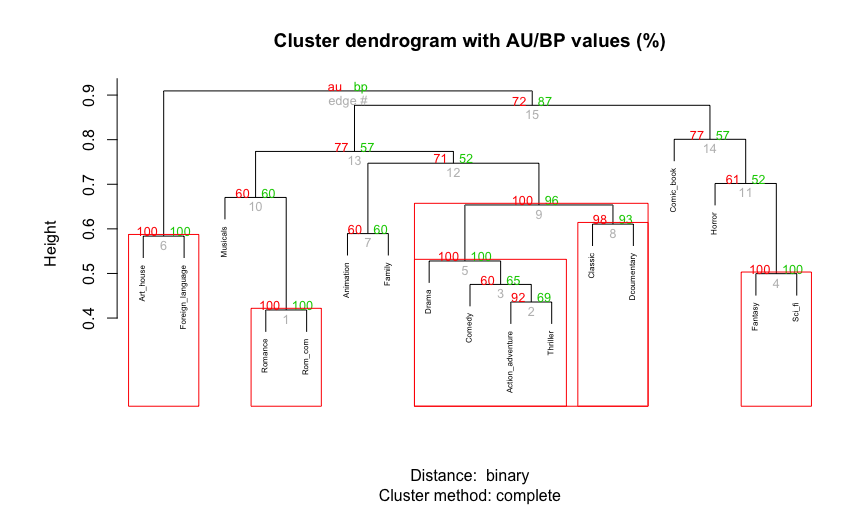 Cluster dendrogram with AU/BP values (%)
Height
0.9
0.8
0.7
0.6
0.5
0.4
au bp
edge #
72 87
15
77 57
14
77 57
13
71 52
12
61 52
11
60 60
10
100 96
9
98 93
8
60 60
7
100 100
6
100 100
5
100 100
4
60 65
3
92 69
2
100 100
1
Art_house
Foreign_language
Musicals
Romance
Rom_com
Animation
Family
Drama
Comedy
Action_adventure
Thriller
Classic
Dcoumentary
Comic_book
Horror
Fantasy
Sci_fi
Distance: binary
Cluster method: complete